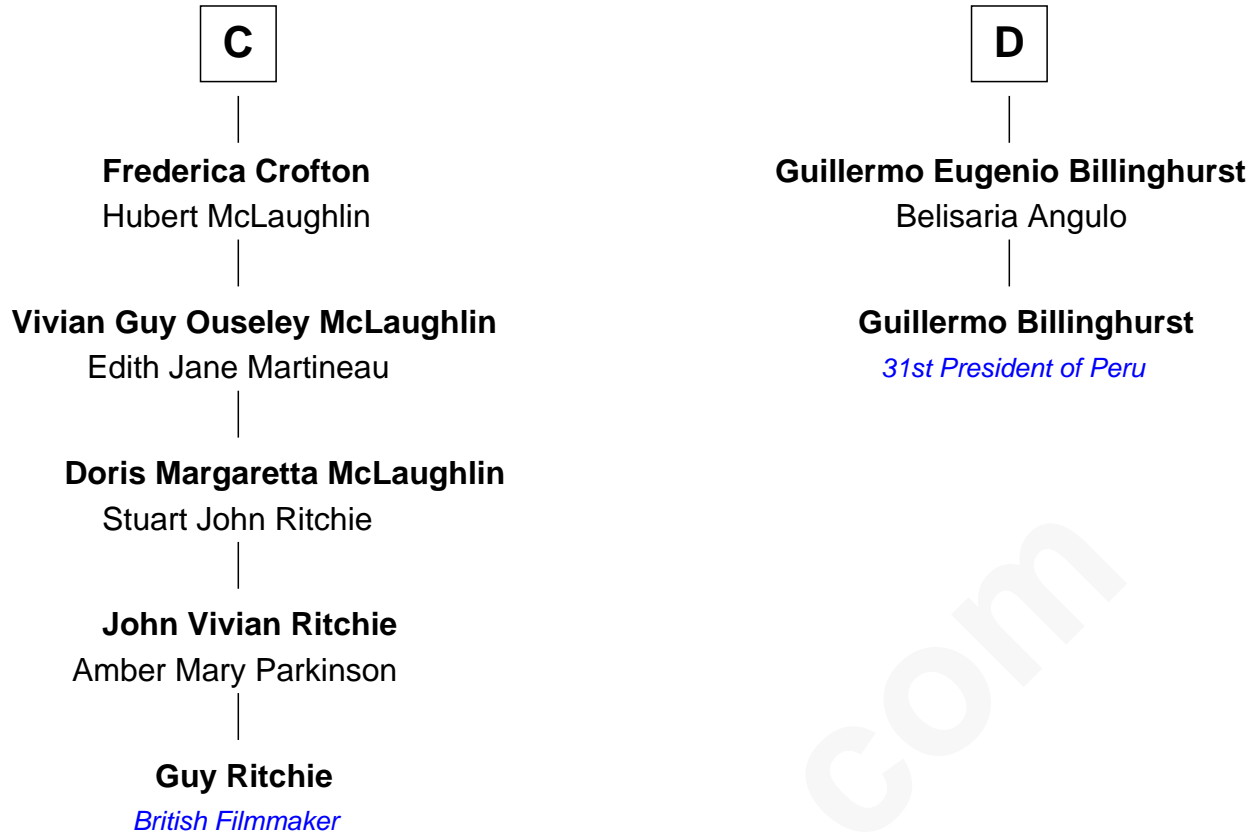 C
Frederica Crofton
Hubert McLaughlin
Vivian Guy Ouseley McLaughlin
Edith Jane Martineau
Doris Margaretta McLaughlin
Stuart John Ritchie
John Vivian Ritchie
Amber Mary Parkinson
Guy Ritchie
British Filmmaker
D
Guillermo Eugenio Billinghurst
Belisaria Angulo
Guillermo Billinghurst
31st President of Peru
com